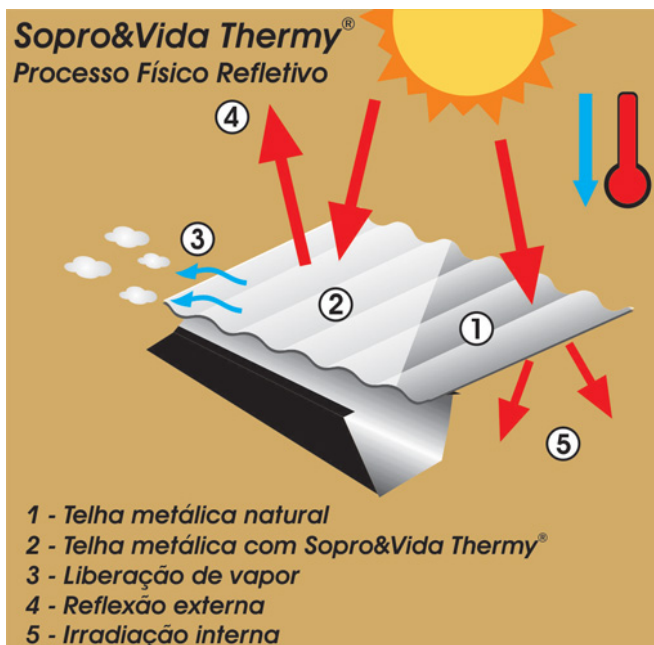 Sopro&Vida Thermy®
Processo Físico Refletivo
4
3
2
1
5
1 - Telha metálica natural
2 - Telha metálica com Sopro&Vida Thermy®
3 - Liberação de vapor
4 - Reflexão externa
5 - Irradiação interna